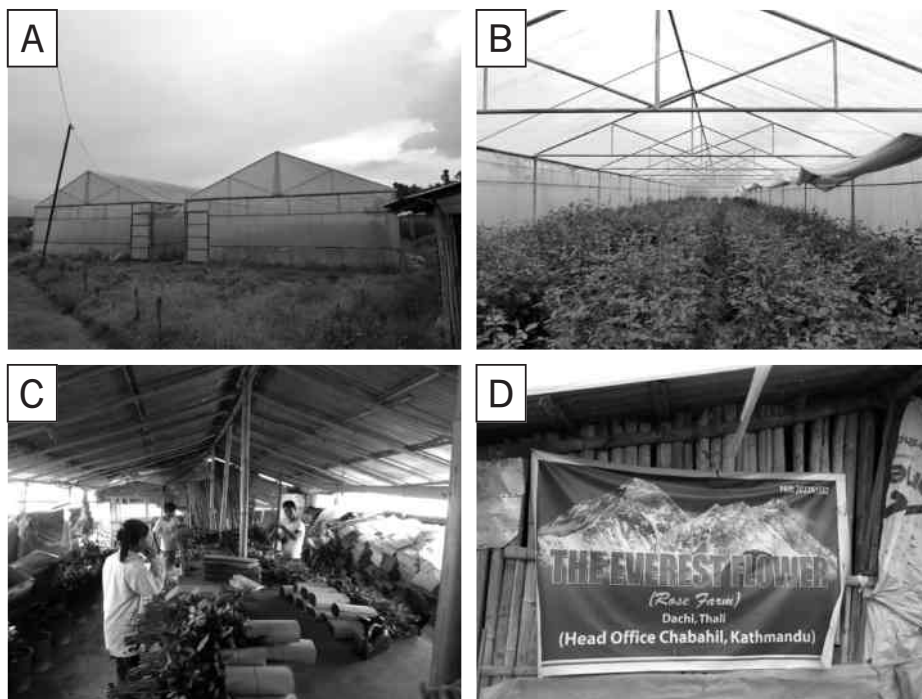 A
B
C
D
THE EVEREST FLOWER
(Rose Farm)
Dachi, Thali
(Head Office Chabahil, Kathmandu)